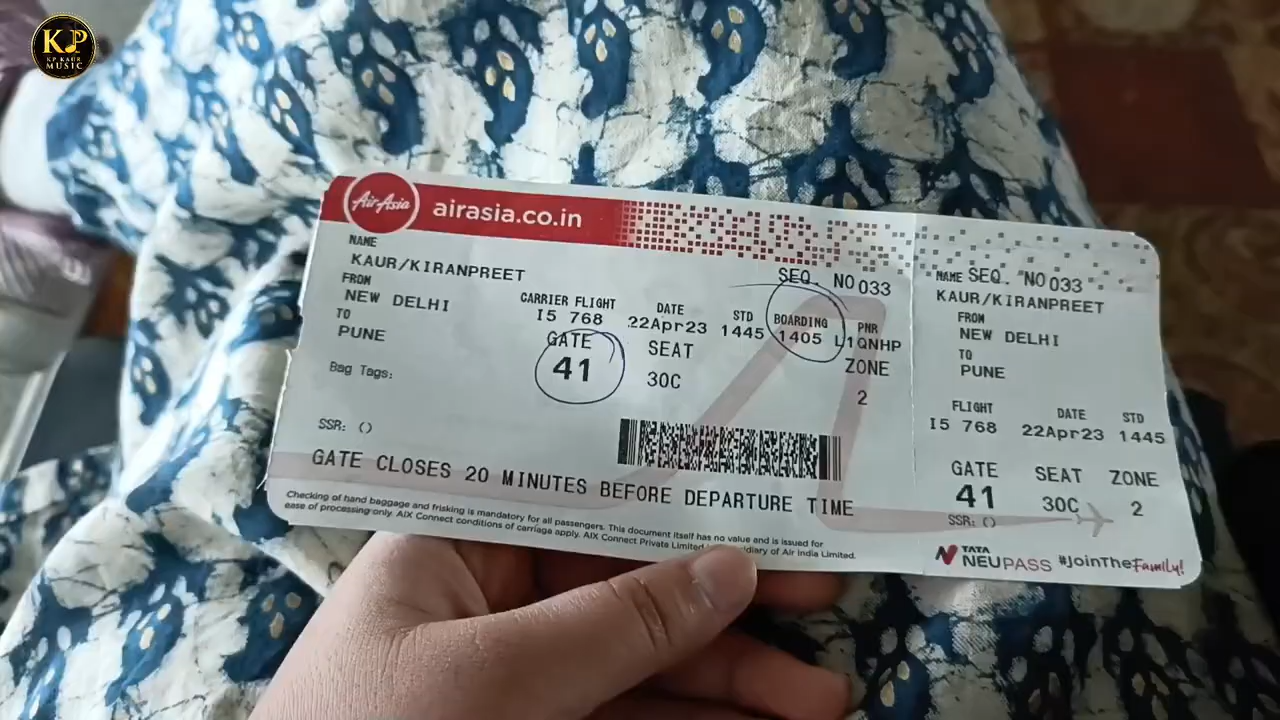 KP
KP KAUR
MUSIC
AirAsia airasia.co.in
NAME
KAUR/KIRANPREET
FROM
NEW DELHI
TO
PUNE
Bag Tags:
SSR: ()
CARRIER FLIGHT
I5 768
DATE
22Apr23
STD
1445
SEQ. NO 033
BOARDING
1405
PNR
L1QNHP
GATE
41
SEAT
30C
ZONE
2
GATE CLOSES 20 MINUTES BEFORE DEPARTURE TIME
Checking of hand baggage and frisking is mandatory for all passengers. This document itself has no value and is issued for
ease of processing only. AIX Connect conditions of carriage apply. AIX Connect Private Limited diary of Air India Limited.
NAME SEQ. NO 033
KAUR/KIRANPREET
FROM
NEW DELHI
TO
PUNE
FLIGHT DATE STD
I5 768 22Apr23 1445
GATE SEAT ZONE
41 30C 2
SSR: ()
TATA
NEUPASS #JoinTheFamily!